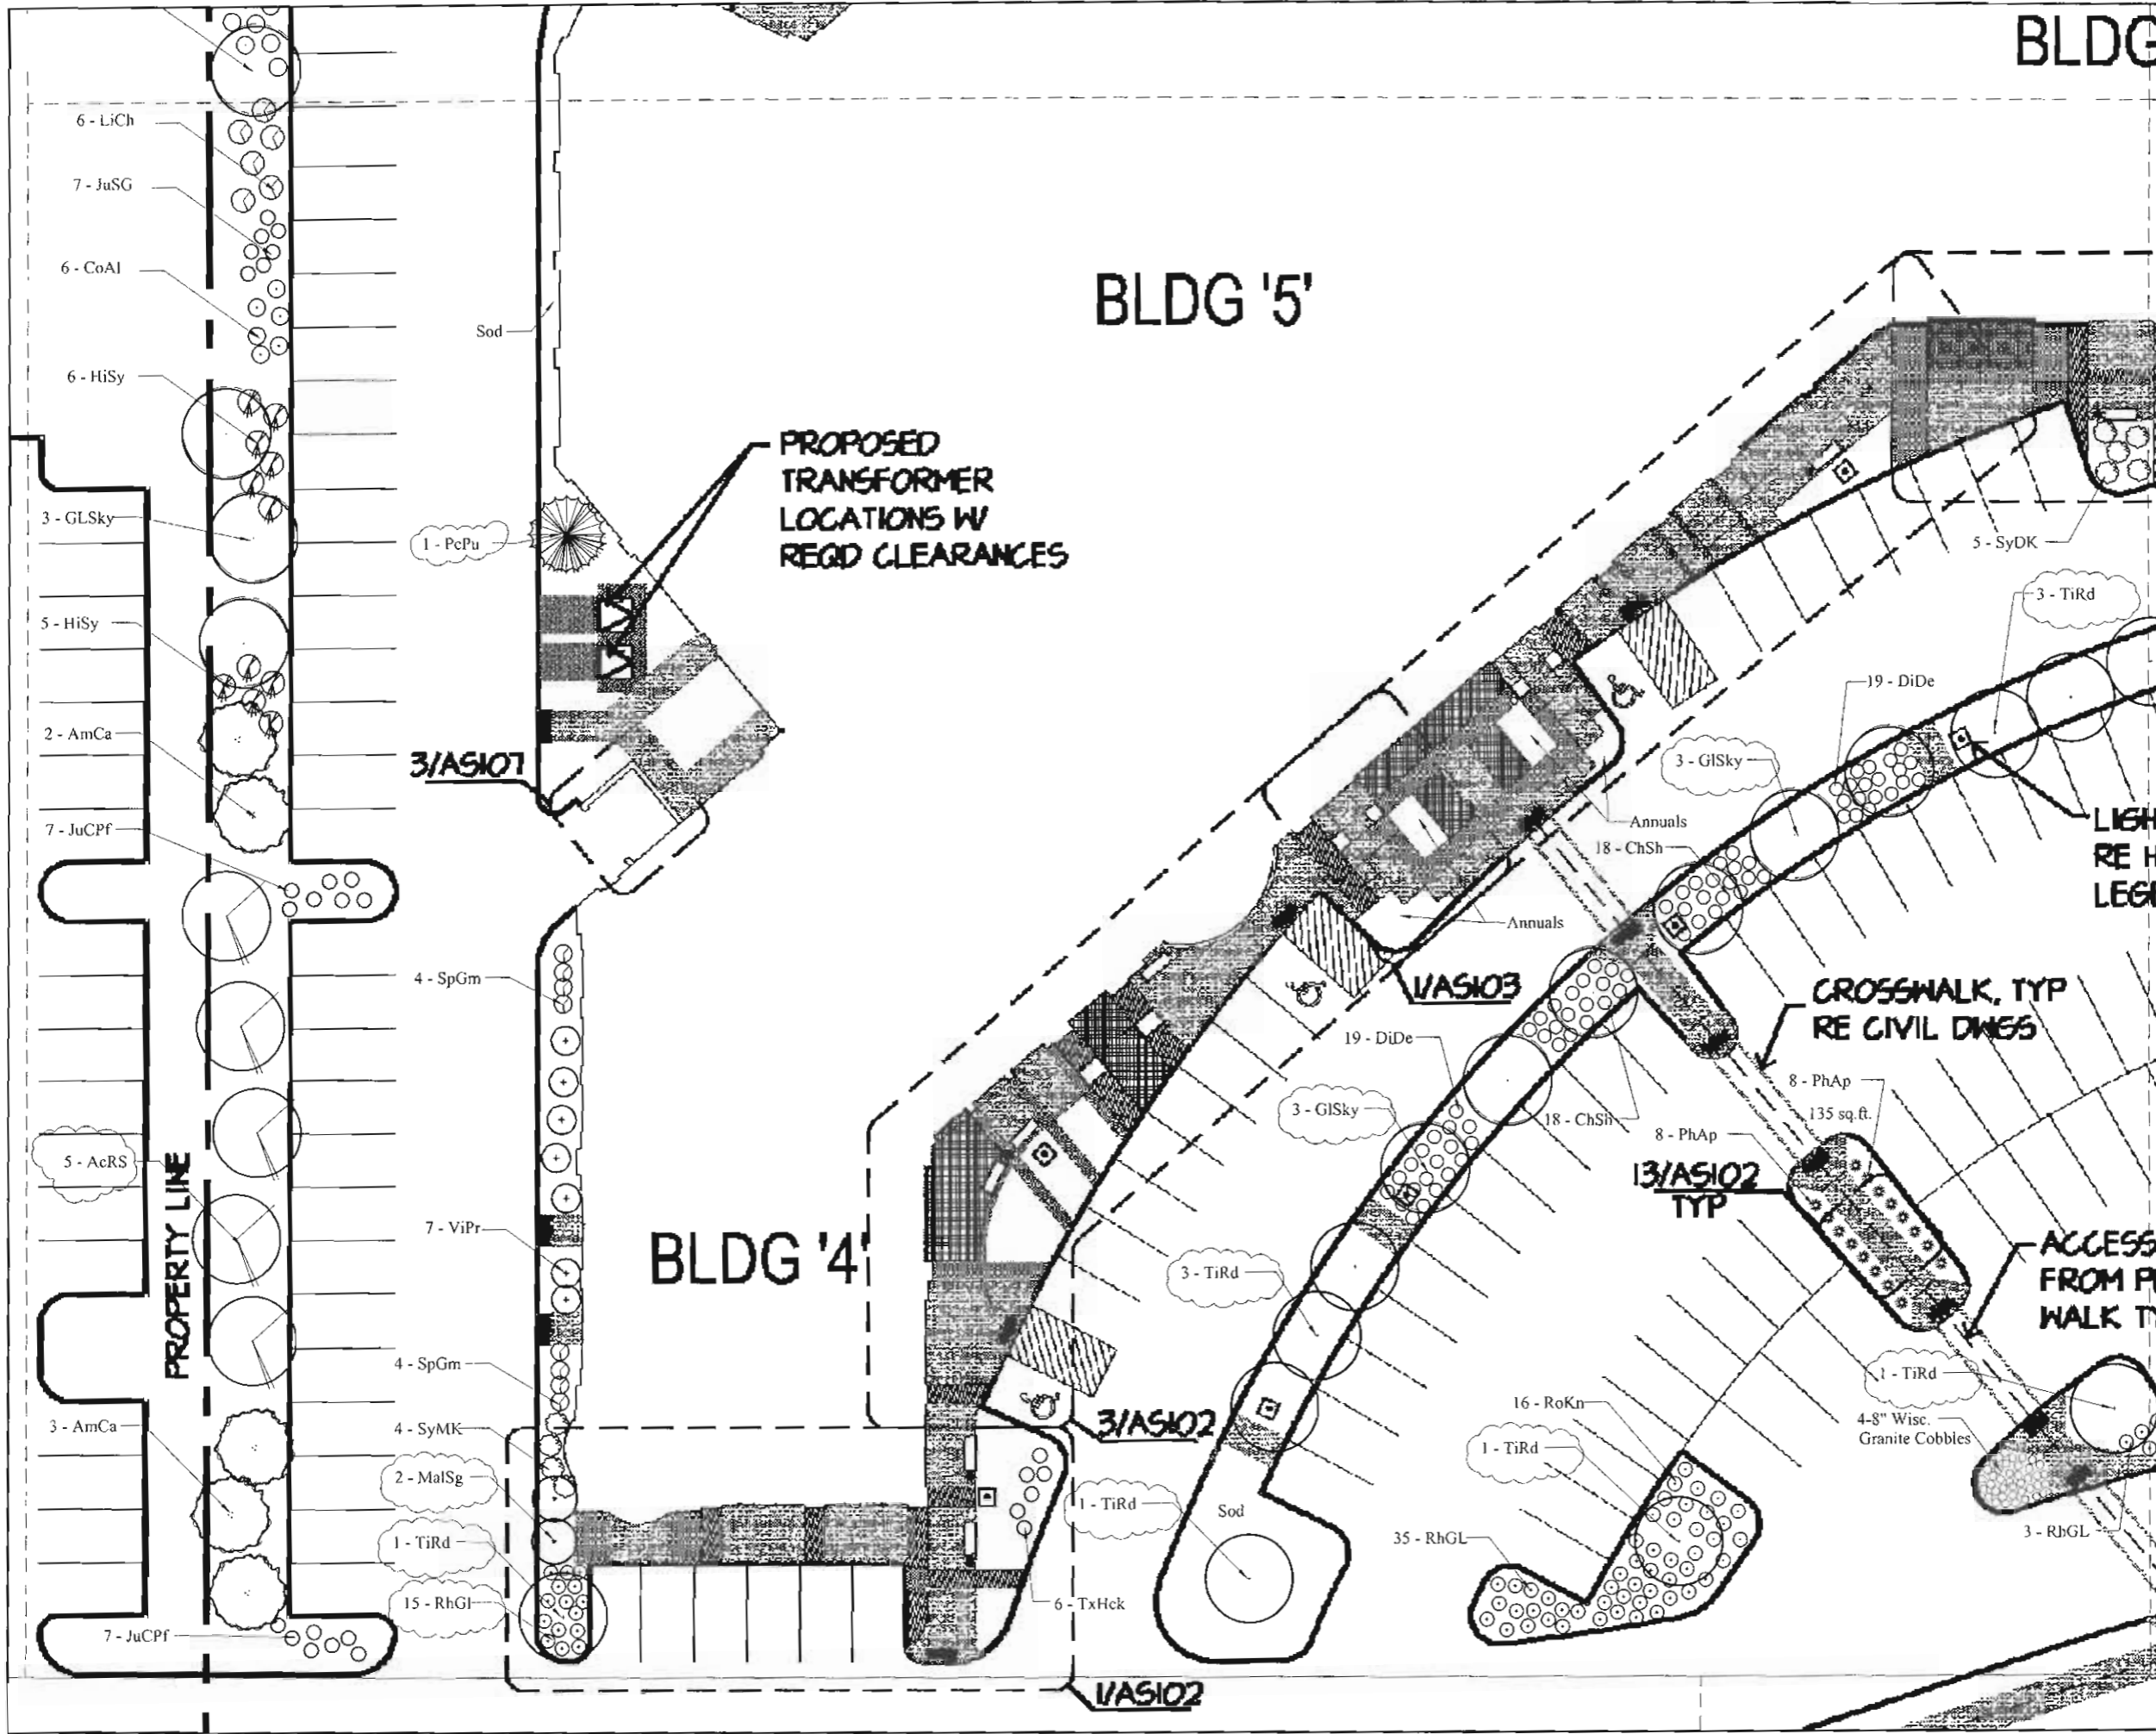 BLDG
6 - LiCh
7 - JuSG
6 - CoAl
BLDG '5'
Sod
6 - HiSy
PROPOSED
TRANSFORMER
LOCATIONS W/
REQD CLEARANCES
3 - GLSky
1 - PcPu
5 - SyDK
3 - TiRd
5 - HiSy
19 - DiDe
2 - AmCa
3/AS107
3 - GlSky
7 - JuCPf
Annuals
18 - ChSh
LIGH
RE H
LEGE
Annuals
4 - SpGm
1/AS103
CROSSWALK, TYP
RE CIVIL DWGS
19 - DiDe
8 - PhAp
135 sq.ft.
3 - GlSky
18 - ChSh
8 - PhAp
5 - AcRS
PROPERTY LINE
13/AS102
TYP
7 - ViPr
BLDG '4'
ACCESS
FROM P
WALK TY
3 - TiRd
4 - SpGm
1 - TiRd
16 - RoKn
4-8" Wisc.
Granite Cobbles
3 - AmCa
4 - SyMK
3/AS102
1 - TiRd
2 - MalSg
1 - TiRd
Sod
1 - TiRd
35 - RhGL
3 - RhGL
15 - RhGl
6 - TxHck
7 - JuCPf
1/AS102